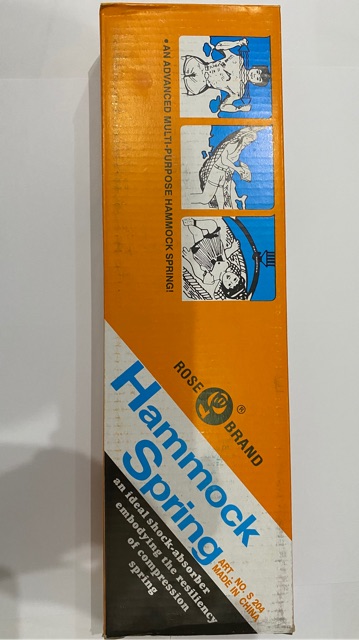 •AN ADVANCED MULTI-PURPOSE HAMMOCK SPRING!
ROSE ® BRAND
Hammock
Spring
an ideal shock-absorber
embodying the resiliency
of compression
spring
ART NO. S 204
MADE IN CHINA